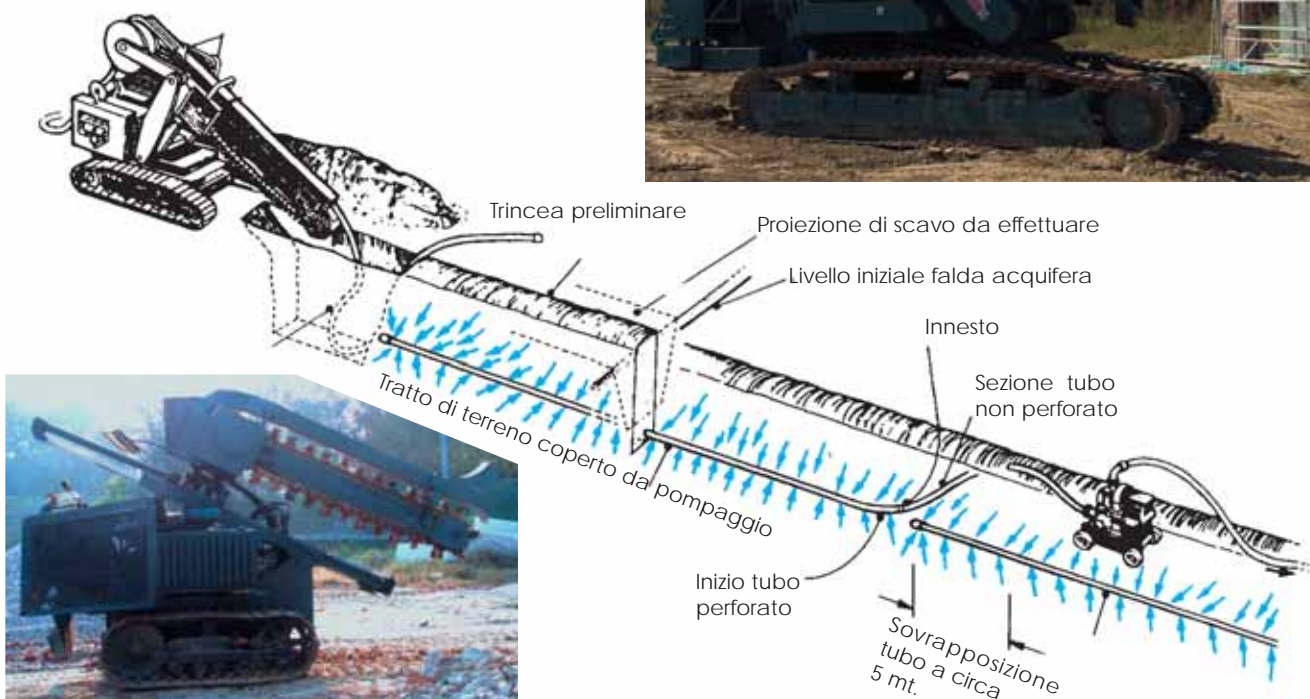 Trincea preliminare
Proiezione di scavo da effettuare
Livello iniziale falda acquifera
Innesto
Sezione tubo
non perforato
Tratto di terreno coperto da pompaggio
Inizio tubo
perforato
Sovrapposizione
tubo a circa
5 mt.